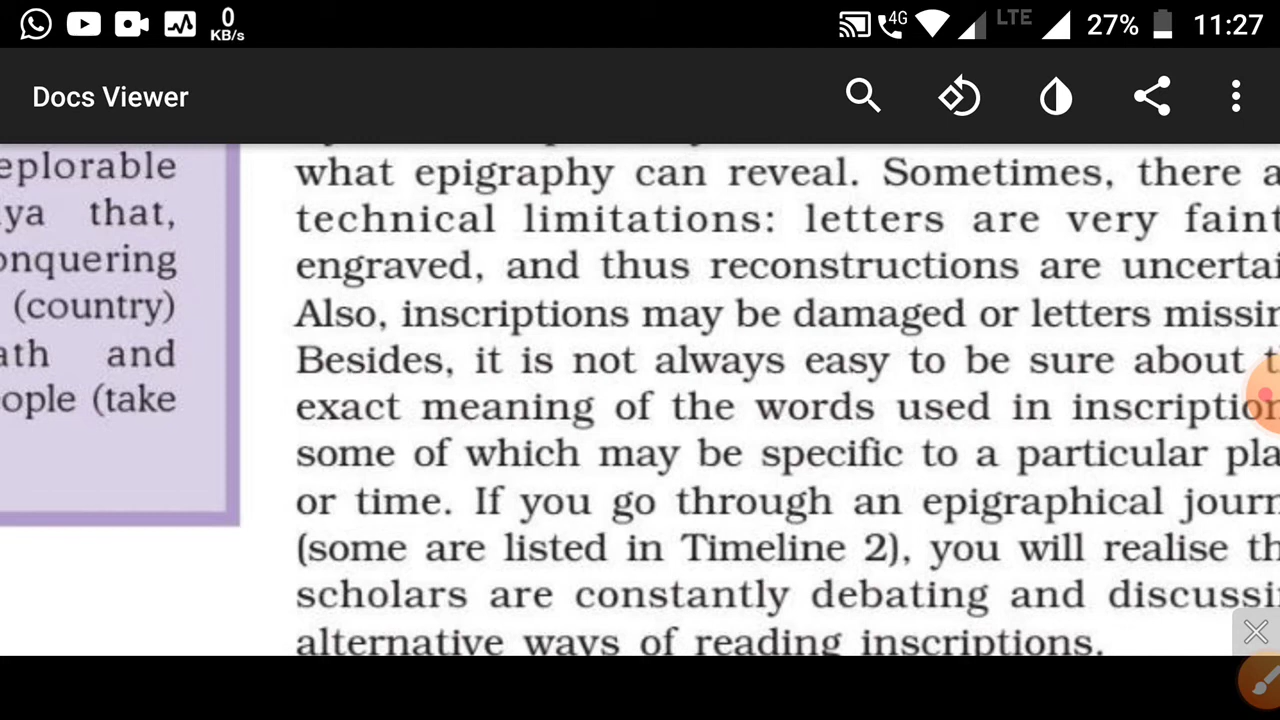 0
KB/s
4G
LTE
27%
11:27
Docs Viewer
eplorable
ya that,
onquering
(country)
ath and
ople (take
what epigraphy can reveal. Sometimes, there a
technical limitations: letters are very faint
engraved, and thus reconstructions are uncertai
Also, inscriptions may be damaged or letters missin
Besides, it is not always easy to be sure about t
exact meaning of the words used in inscription
some of which may be specific to a particular pla
or time. If you go through an epigraphical journ
(some are listed in Timeline 2), you will realise th
scholars are constantly debating and discussi
alternative ways of reading inscriptions.